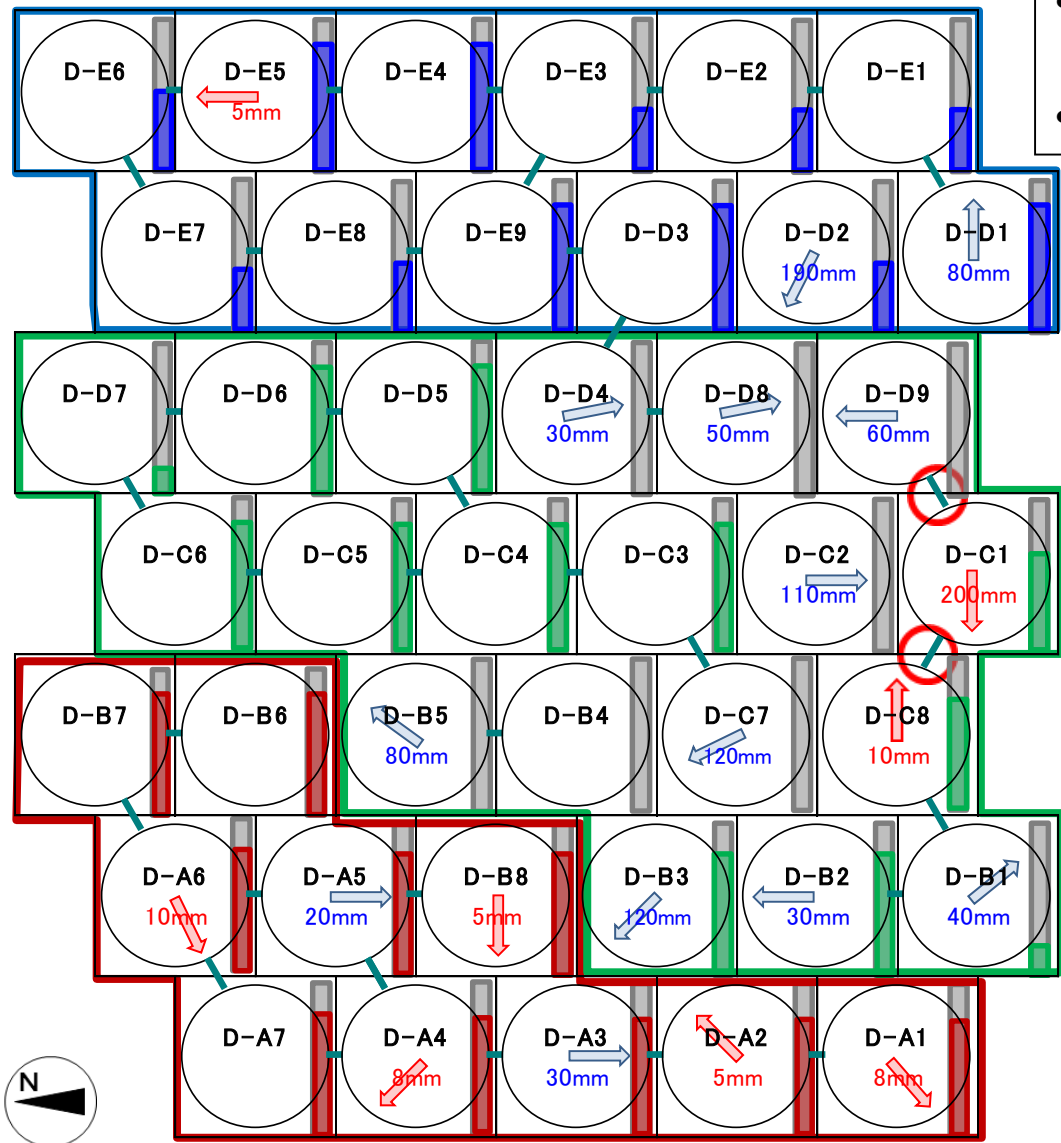 D-E6 D-E5 D-E4 D-E3 D-E2 D-E1
5mm
D-E7 D-E8 D-E9 D-D3 D-D2 D-D1
190mm 80mm
D-D7 D-D6 D-D5 D-D4 D-D8 D-D9
30mm 50mm 60mm
D-C6 D-C5 D-C4 D-C3 D-C2 D-C1
110mm 200mm
D-B7 D-B6 D-B5 D-B4 D-C7 D-C8
80mm 120mm 10mm
D-A6 D-A5 D-B8 D-B3 D-B2 D-B1
10mm 20mm 5mm 120mm 30mm 40mm
D-A7 D-A4 D-A3 D-A2 D-A1
8mm 30mm 5mm 8mm
N